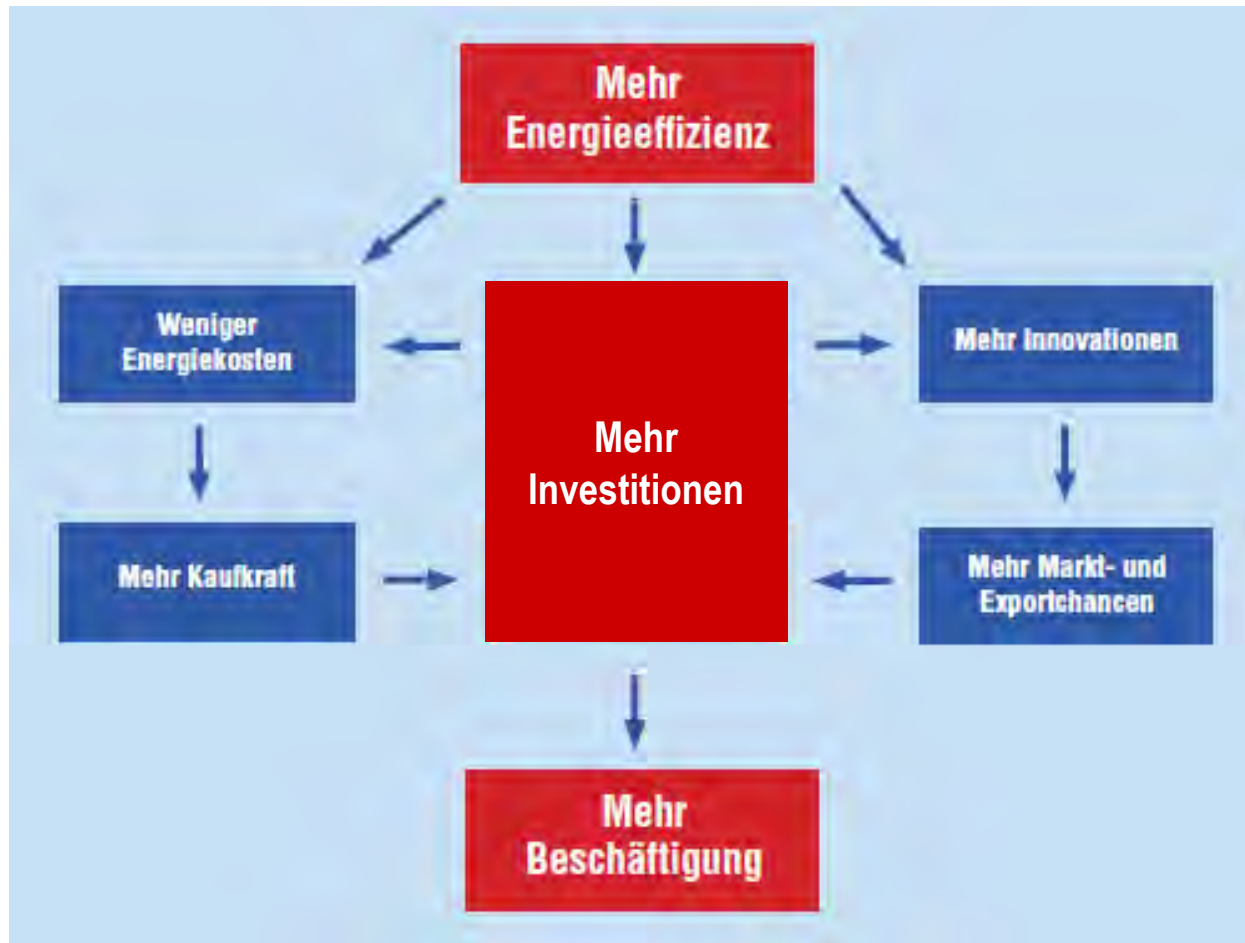 Mehr
Energieeffizienz
Weniger
Energiekosten
Mehr
Investitionen
Mehr Innovationen
Mehr Kaufkraft
Mehr Markt- und
Exportchancen
Mehr
Beschäftigung